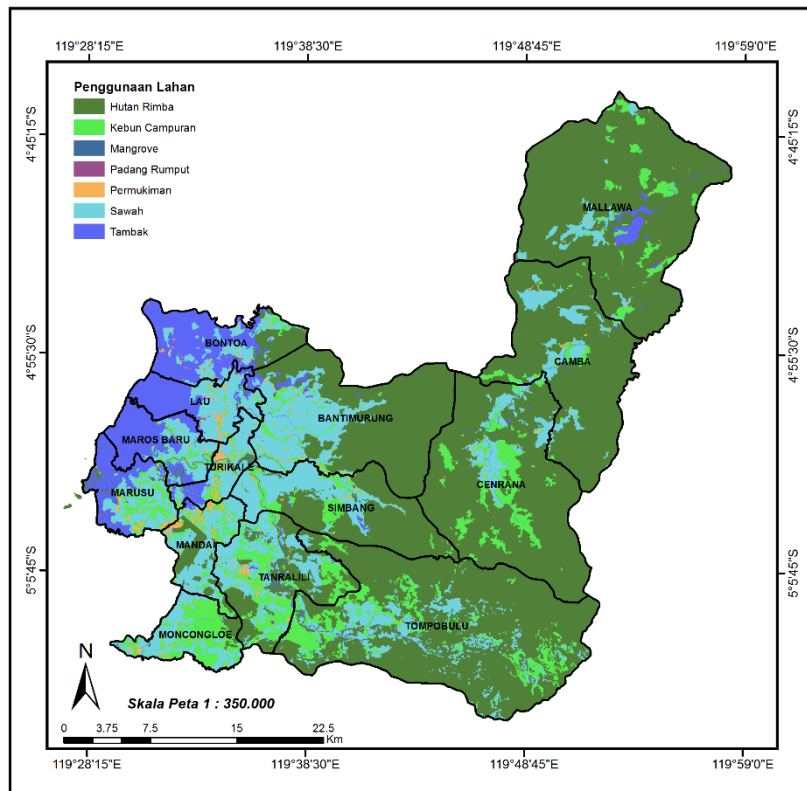 119°28'15"E 119°38'30"E 119°48'45"E 119°59'0"E
Penggunaan Lahan
Hutan Rimba
Kebun Campuran
Mangrove
Padang Rumput
Permukiman
Sawah
Tambak
4°45'15"S 4°45'15"S
MALLAWA
4°55'30"S 4°55'30"S
BONTOA
CAMBA
LAU
BANTIMURUNG
MAROS BARU
TURIKALE
CENRANA
MARUSU
SIMBANG
MANDAI
5°5'45"S 5°5'45"S
TANRALILI
TOMPOBULU
MONCONGLOE
N
Skala Peta 1 : 350.000
0 3.75 7.5 15 22.5
Km
119°28'15"E 119°38'30"E 119°48'45"E 119°59'0"E